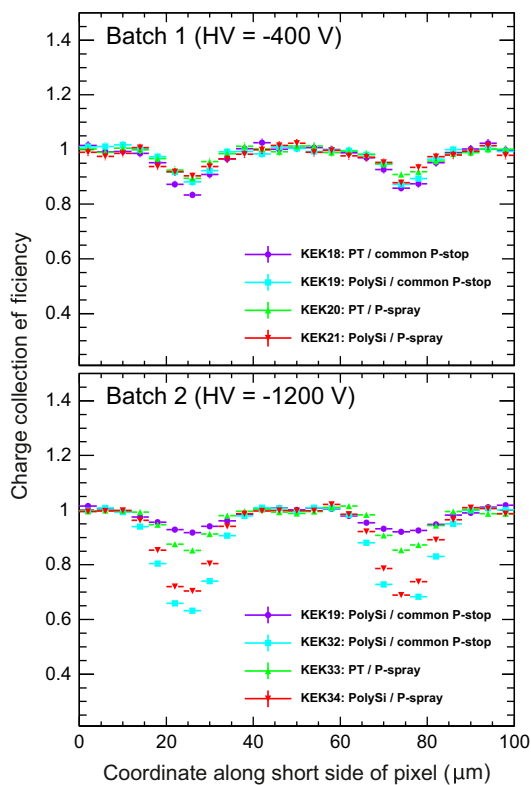 Batch 1 (HV = -400 V)
1.4
1.2
1
0.8
0.6
0.4
KEK18: PT / common P-stop
KEK19: PolySi / common P-stop
KEK20: PT / P-spray
KEK21: PolySi / P-spray
Charge collection ef ficiency
Batch 2 (HV = -1200 V)
1.4
1.2
1
0.8
0.6
0.4
KEK19: PolySi / common P-stop
KEK32: PolySi / common P-stop
KEK33: PT / P-spray
KEK34: PolySi / P-spray
0 20 40 60 80 100
Coordinate along short side of pixel (μm)